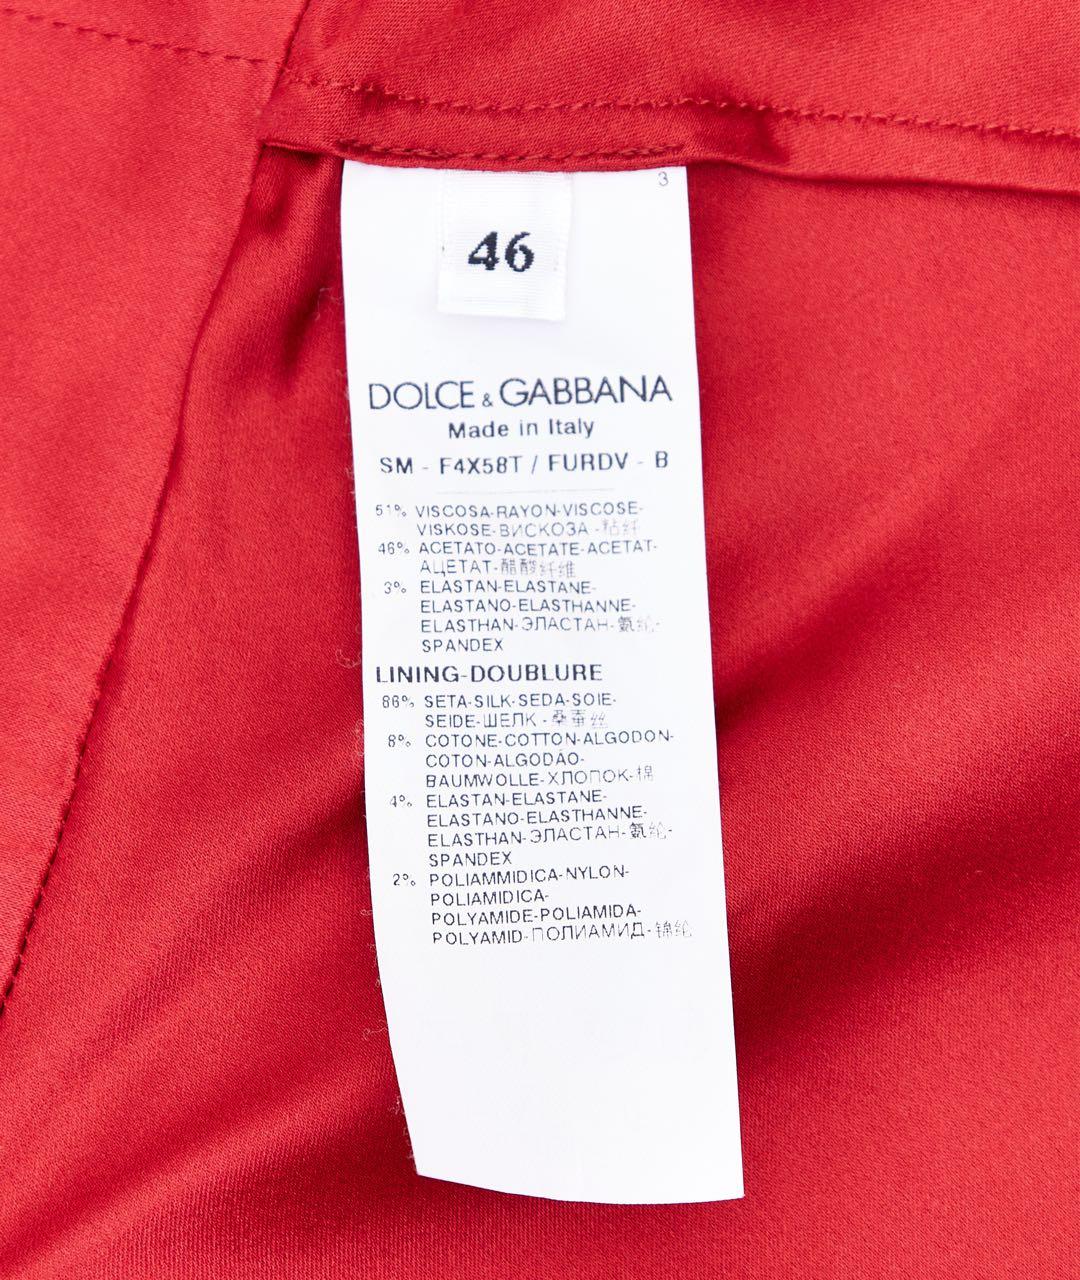 3
46
DOLCE & GABBANA
Made in Italy
SM - F4X58T / FURDV - B
51% VISCOSA-RAYON-VISCOSE-
VISKOSE-ВИСКОЗА-粘纤
46% ACETATO-ACETATE-ACETAT-
АЦЕТАТ-醋酸纤维
3% ELASTAN-ELASTANE-
ELASTANO-ELASTHANNE-
ELASTHAN-ЭЛАСТАН-氨纶-
SPANDEX
LINING-DOUBLURE
86% SETA-SILK-SEDA-SOIE-
SEIDE-ШЕЛК-桑蚕丝
8% COTONE-COTTON-ALGODON-
COTON-ALGODÃO-
BAUMWOLLE-ХЛОПОК-棉
4% ELASTAN-ELASTANE-
ELASTANO-ELASTHANNE-
ELASTHAN-ЭЛАСТАН-氨纶-
SPANDEX
2% POLIAMMIDICA-NYLON-
POLIAMIDICA-
POLYAMIDE-POLIAMIDA-
POLYAMID-ПОЛИАМИД-锦纶